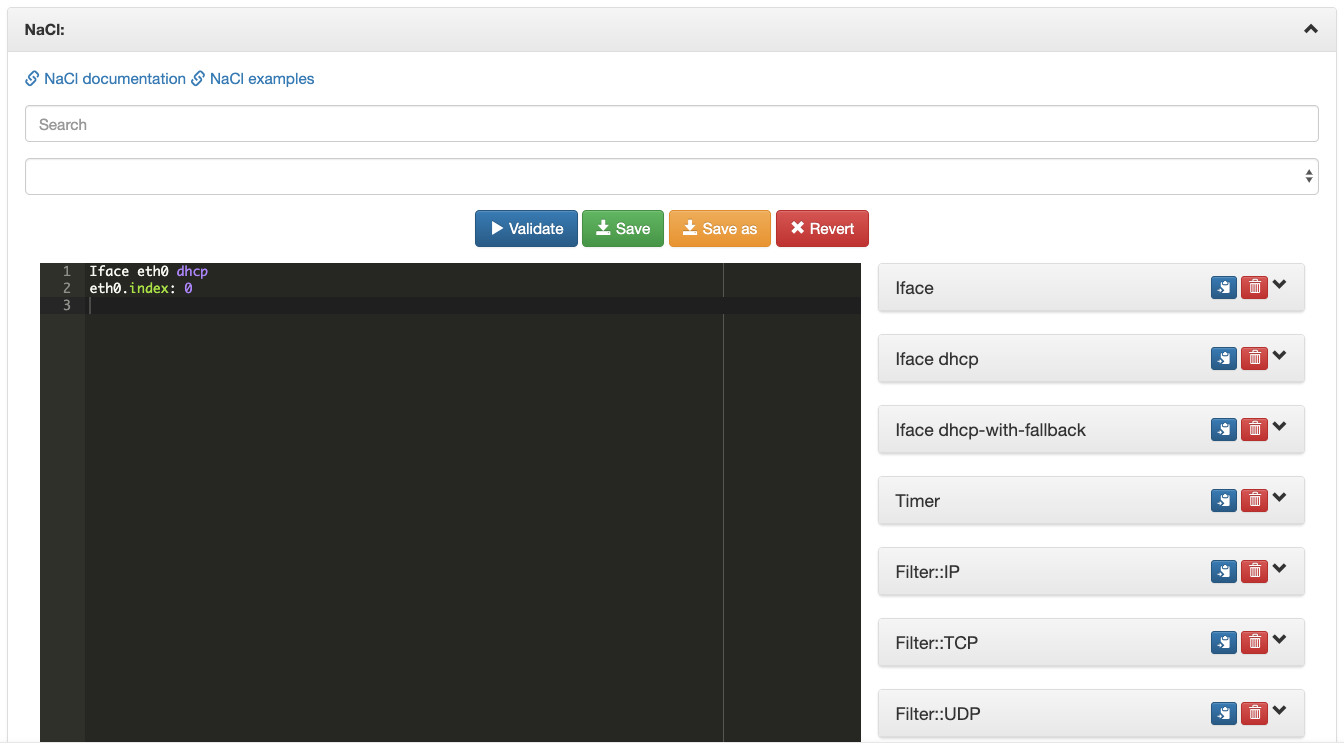 NaCl:
NaCl documentation NaCl examples
Search
Validate Save Save as Revert
1 Iface eth0 dhcp
2 eth0.index: 0
3
Iface
Iface dhcp
Iface dhcp-with-fallback
Timer
Filter::IP
Filter::TCP
Filter::UDP